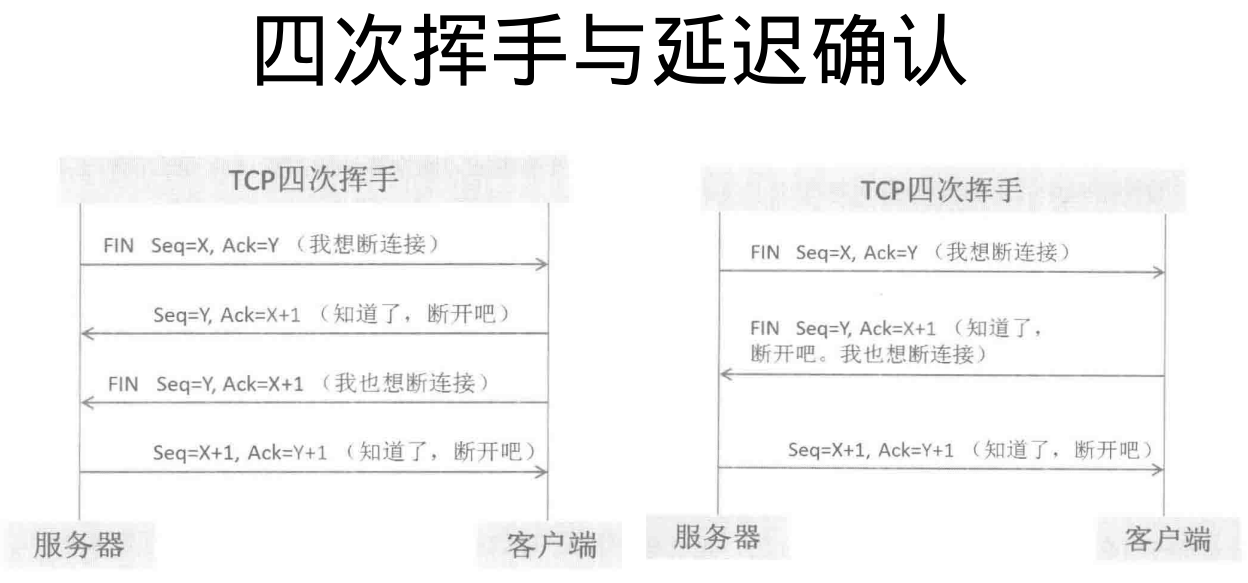 四次挥手与延迟确认
TCP四次挥手
FIN Seq=X, Ack=Y （我想断连接）
Seq=Y, Ack=X+1 （知道了，断开吧）
FIN Seq=Y, Ack=X+1 （我也想断连接）
Seq=X+1, Ack=Y+1 （知道了，断开吧）
服务器
客户端
TCP四次挥手
FIN Seq=X, Ack=Y （我想断连接）
FIN Seq=Y, Ack=X+1 （知道了，
断开吧。我也想断连接）
Seq=X+1, Ack=Y+1 （知道了，断开吧）
服务器
客户端